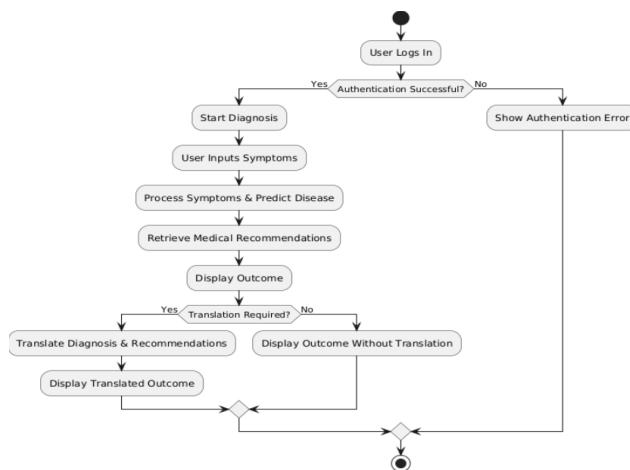 User Logs In
Yes
Authentication Successful?
No
Start Diagnosis
Show Authentication Error
User Inputs Symptoms
Process Symptoms & Predict Disease
Retrieve Medical Recommendations
Display Outcome
Yes
Translation Required?
No
Translate Diagnosis & Recommendations
Display Outcome Without Translation
Display Translated Outcome